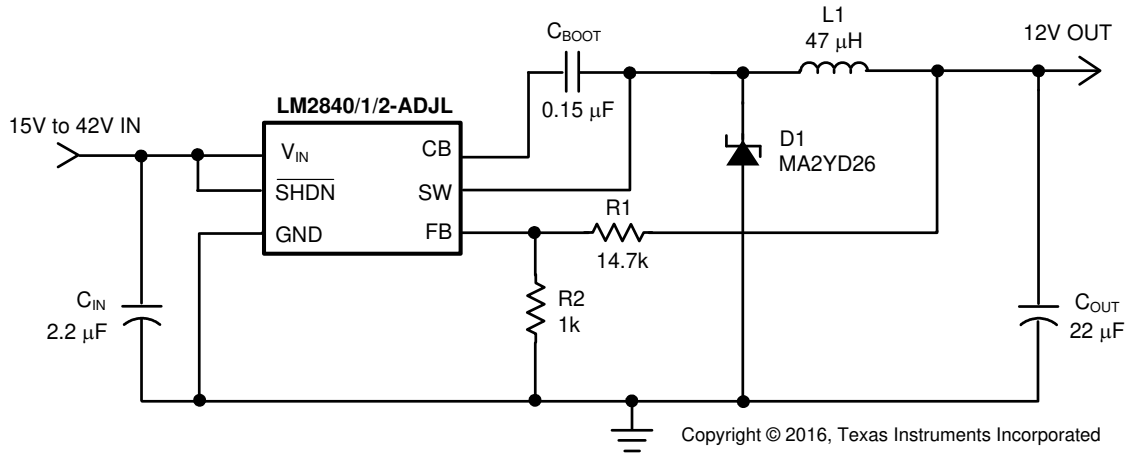 L1
47 μH
12V OUT
CBOOT
0.15 μF
LM2840/1/2-ADJL
15V to 42V IN
VIN
CB
SHDN
SW
GND
FB
D1
MA2YD26
R1
14.7k
R2
1k
CIN
2.2 μF
COUT
22 μF
Copyright © 2016, Texas Instruments Incorporated